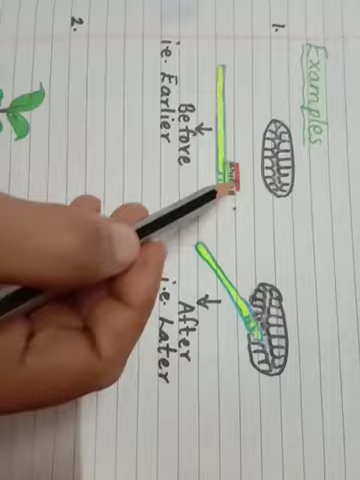 Examples
1.
Before
i.e. Earlier
After
i.e. Later
2.